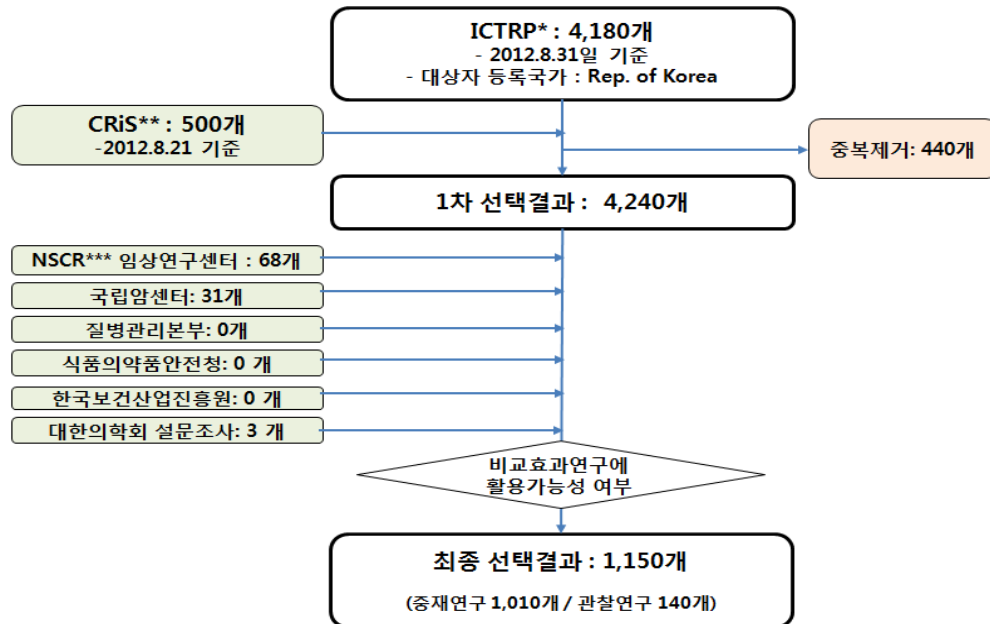 ICTRP* : 4,180개
- 2012.8.31일 기준
- 대상자 등록국가 : Rep. of Korea
CRiS** : 500개
-2012.8.21 기준
중복제거: 440개
1차 선택결과 : 4,240개
NSCR*** 임상연구센터 : 68개
국립암센터: 31개
질병관리본부: 0개
식품의약품안전청: 0 개
한국보건산업진흥원: 0 개
대한의학회 설문조사: 3 개
비교효과연구에
활용가능성 여부
최종 선택결과 : 1,150개
(중재연구 1,010개 / 관찰연구 140개)